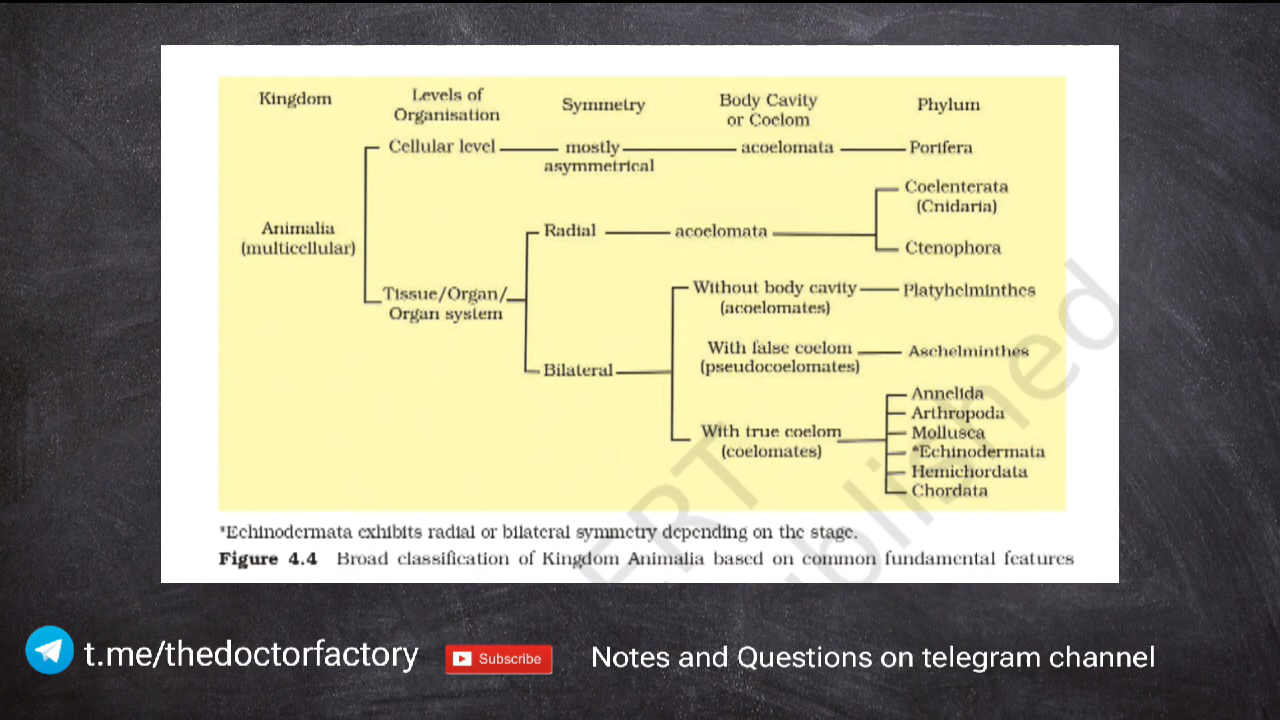 Kingdom
Levels of
Organisation
Symmetry
Body Cavity
or Coelom
Phylum
Cellular level
mostly
asymmetrical
acoelomata
Porifera
Animalia
(multicellular)
Radial
acoelomata
Coelenterata
(Cnidaria)
Ctenophora
Tissue/Organ/
Organ system
Without body cavity
(acoelomates)
Platyhelminthes
With false coelom
(pseudocoelomates)
Aschelminthes
Bilateral
With true coelom
(coelomates)
Annelida
Arthropoda
Mollusca
*Echinodermata
Hemichordata
Chordata
*Echinodermata exhibits radial or bilateral symmetry depending on the stage.
Figure 4.4 Broad classification of Kingdom Animalia based on common fundamental features
t.me/thedoctorfactory
Subscribe
Notes and Questions on telegram channel